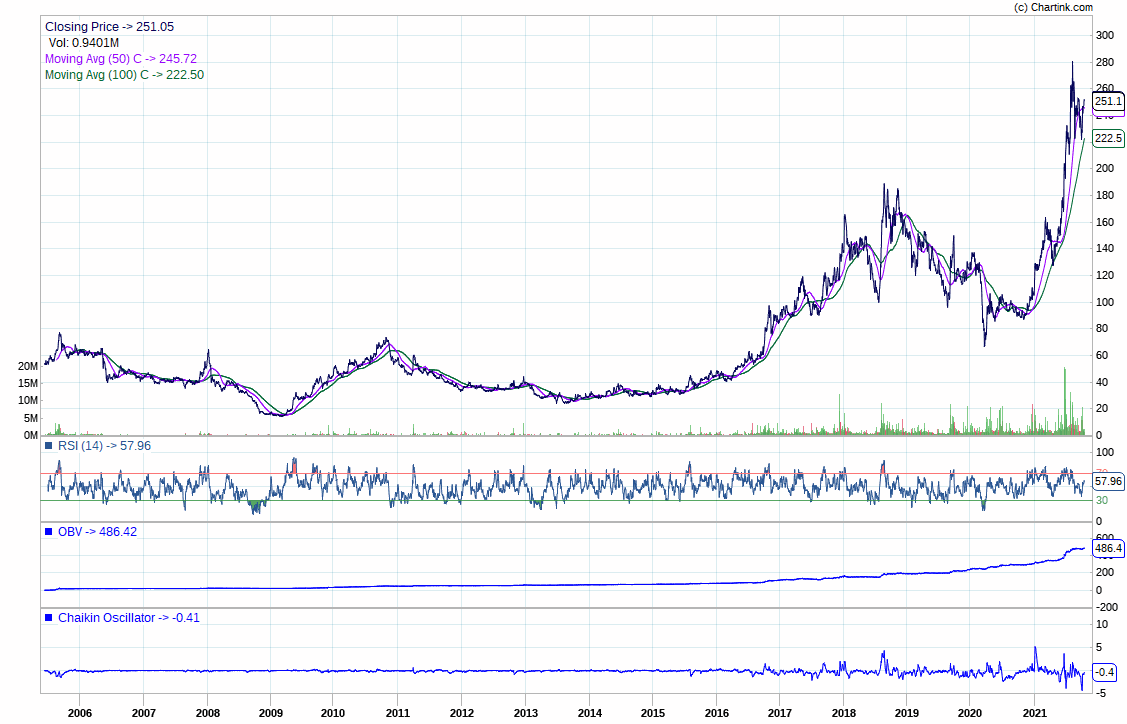 (c) Chartink.com
Closing Price -> 251.05
Vol: 0.9401M
Moving Avg (50) C -> 245.72
Moving Avg (100) C -> 222.50
300
280
260
251.1
222.5
200
180
160
140
120
100
80
60
40
20
0
20M
15M
10M
5M
0M
RSI (14) -> 57.96
100
70
57.96
30
0
OBV -> 486.42
600
486.4
200
0
-200
Chaikin Oscillator -> -0.41
10
5
-0.4
-5
2006 2007 2008 2009 2010 2011 2012 2013 2014 2015 2016 2017 2018 2019 2020 2021